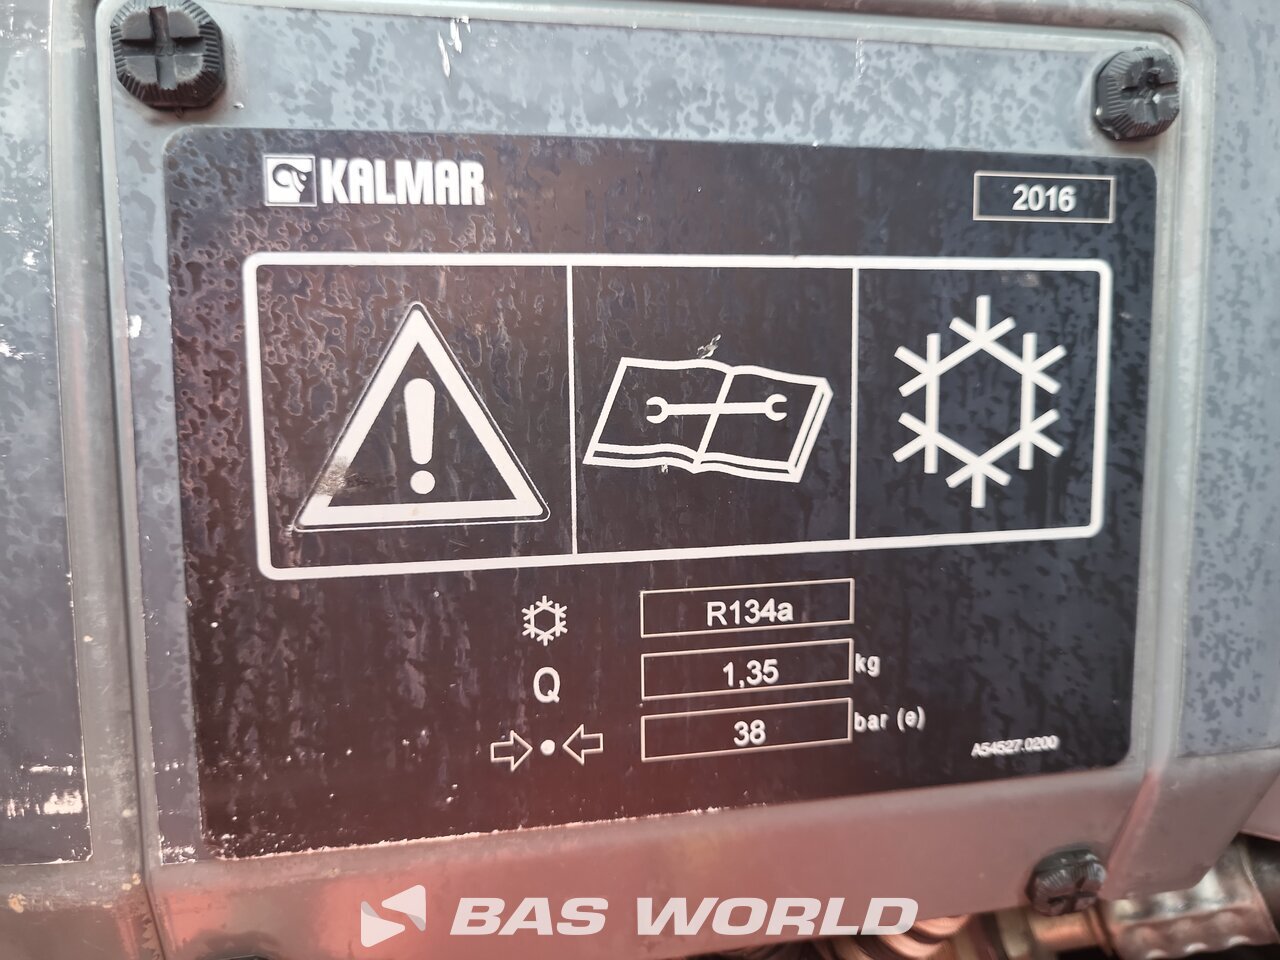 KALMAR
2016
R134a
Q 1,35 kg
38 bar (e)
A54527.0200
BAS WORLD